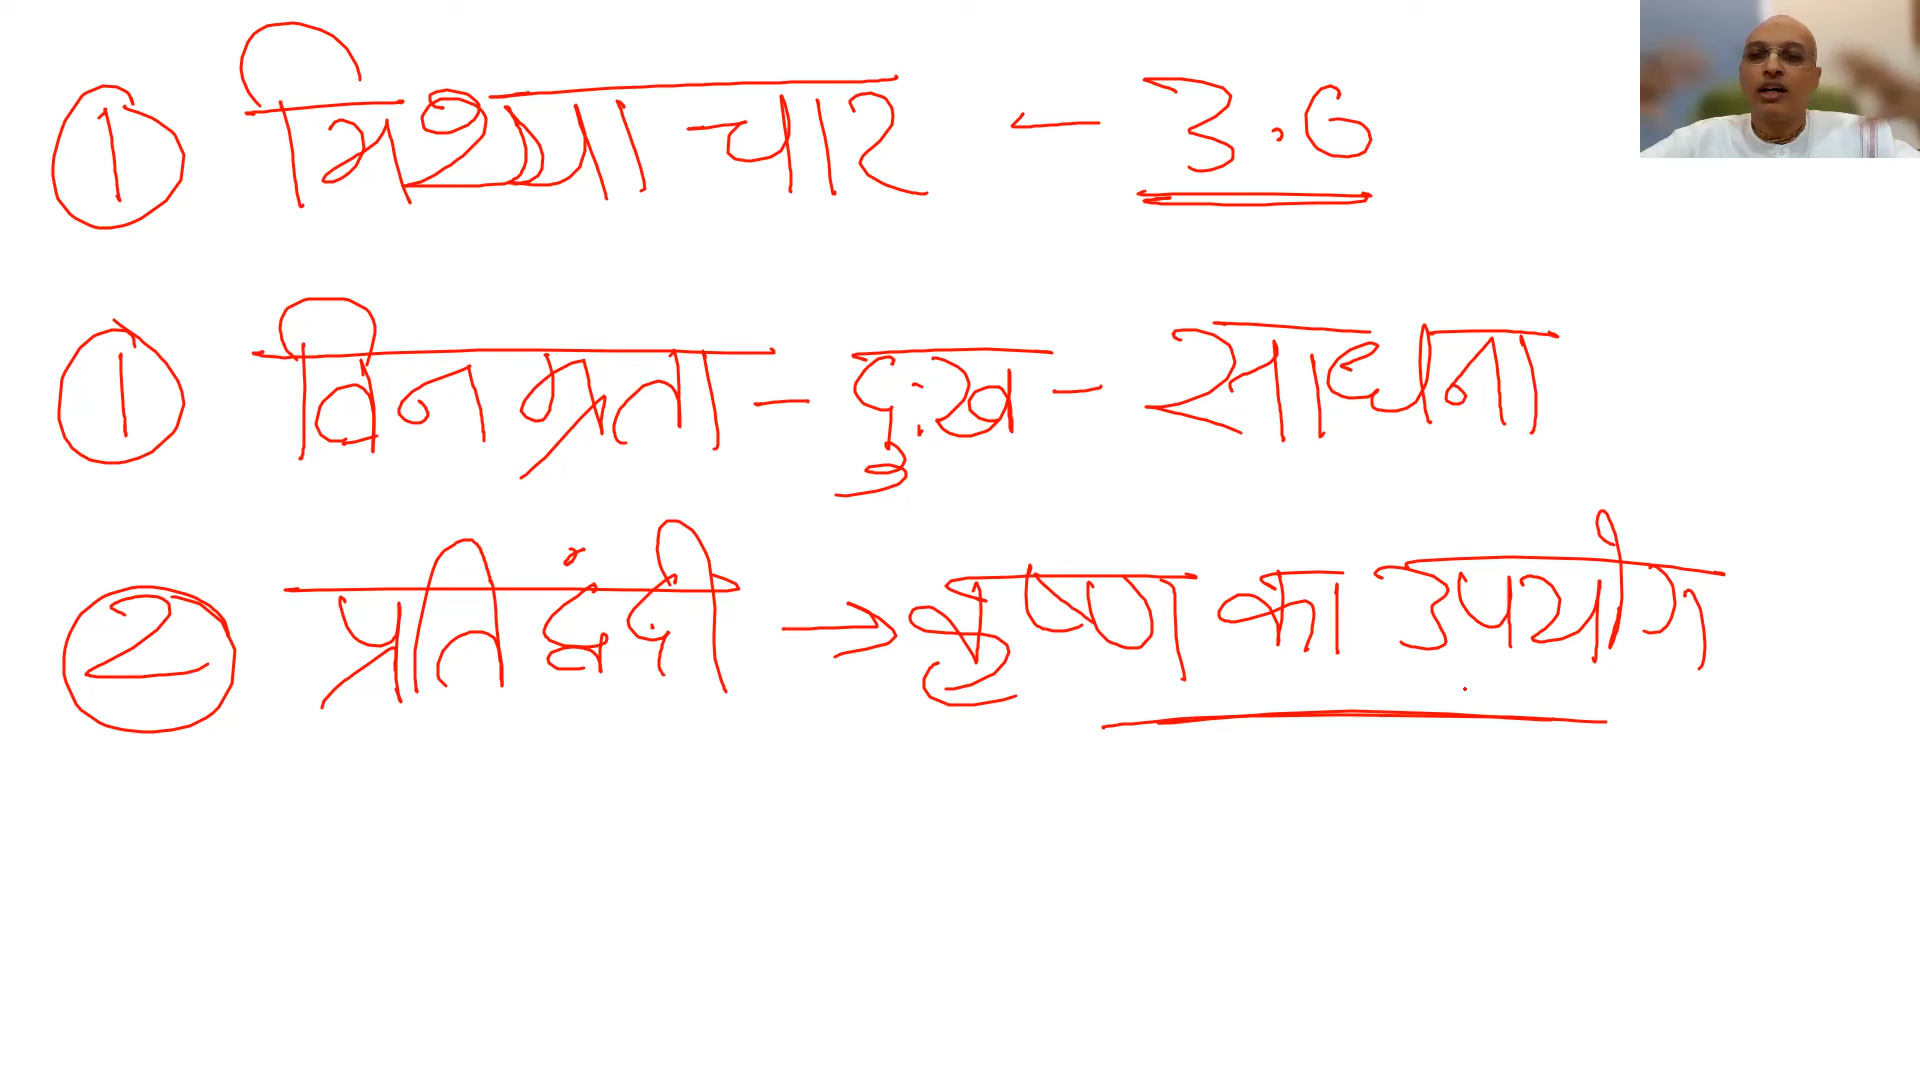 ① मिथ्याचार - 3.6
① विनम्रता - दुःख - साधना
② प्रतिद्वंदी → कृष्ण का उपयोग